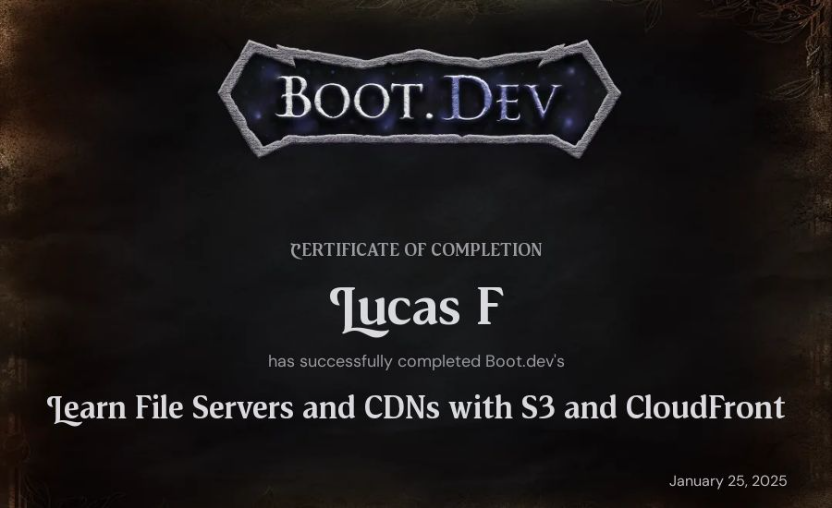 BOOT.DEV
CERTIFICATE OF COMPLETION
Lucas F
has successfully completed Boot.dev's
Learn File Servers and CDNs with S3 and CloudFront
January 25, 2025